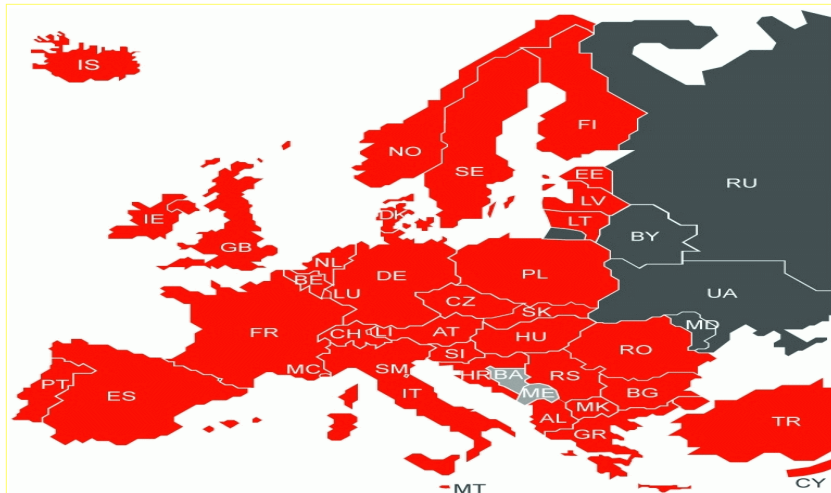 IS
NO
SE
FI
EE
LV
LT
RU
IE
GB
DK
BY
NL
BE
LU
DE
PL
UA
CZ
SK
MD
FR
CH
LI
AT
HU
RO
SI
MC
SM
HR
BA
RS
PT
ES
IT
ME
BG
AL
MK
TR
GR
MT
CY